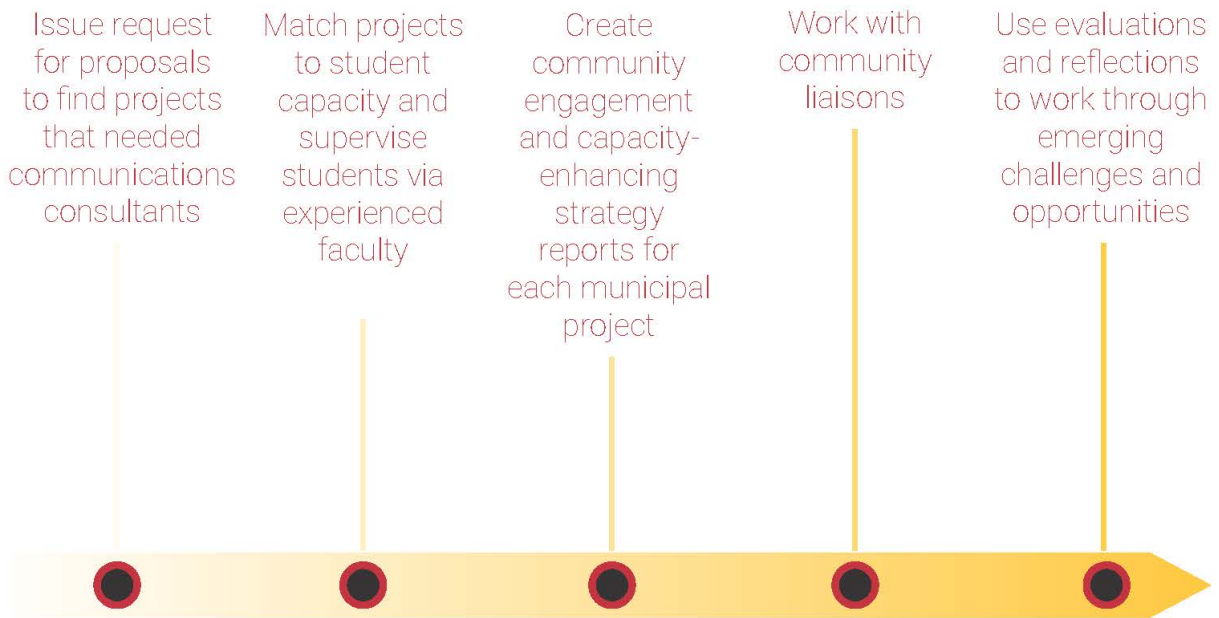 Issue request
for proposals
to find projects
that needed
communications
consultants
Match projects
to student
capacity and
supervise
students via
experienced
faculty
Create
community
engagement
and capacity-
enhancing
strategy
reports for
each municipal
project
Work with
community
liaisons
Use evaluations
and reflections
to work through
emerging
challenges and
opportunities